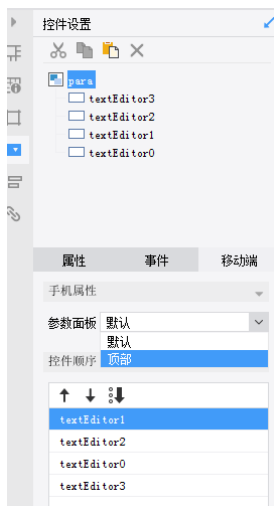 控件设置
para
textEditor3
textEditor2
textEditor1
textEditor0
属性 事件 移动端
手机属性
参数面板 默认
默认
控件顺序 顶部
textEditor1
textEditor2
textEditor0
textEditor3